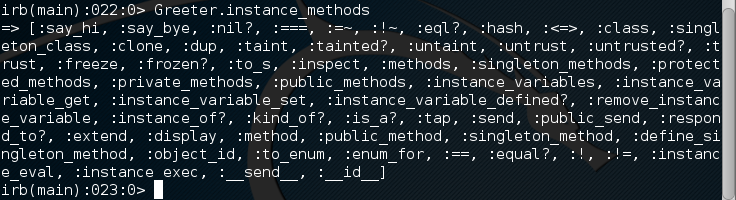 irb(main):022:0> Greeter.instance_methods
=> [:say_hi, :say_bye, :nil?, :===, :=~, :!~, :eql?, :hash, :<=>, :class, :singl
eton_class, :clone, :dup, :taint, :tainted?, :untaint, :untrust, :untrusted?, :t
rust, :freeze, :frozen?, :to_s, :inspect, :methods, :singleton_methods, :protect
ed_methods, :private_methods, :public_methods, :instance_variables, :instance_va
riable_get, :instance_variable_set, :instance_variable_defined?, :remove_instanc
e_variable, :instance_of?, :kind_of?, :is_a?, :tap, :send, :public_send, :respon
d_to?, :extend, :display, :method, :public_method, :singleton_method, :define_si
ngleton_method, :object_id, :to_enum, :enum_for, :==, :equal?, :!, :!=, :instanc
e_eval, :instance_exec, :__send__, :__id__]
irb(main):023:0>